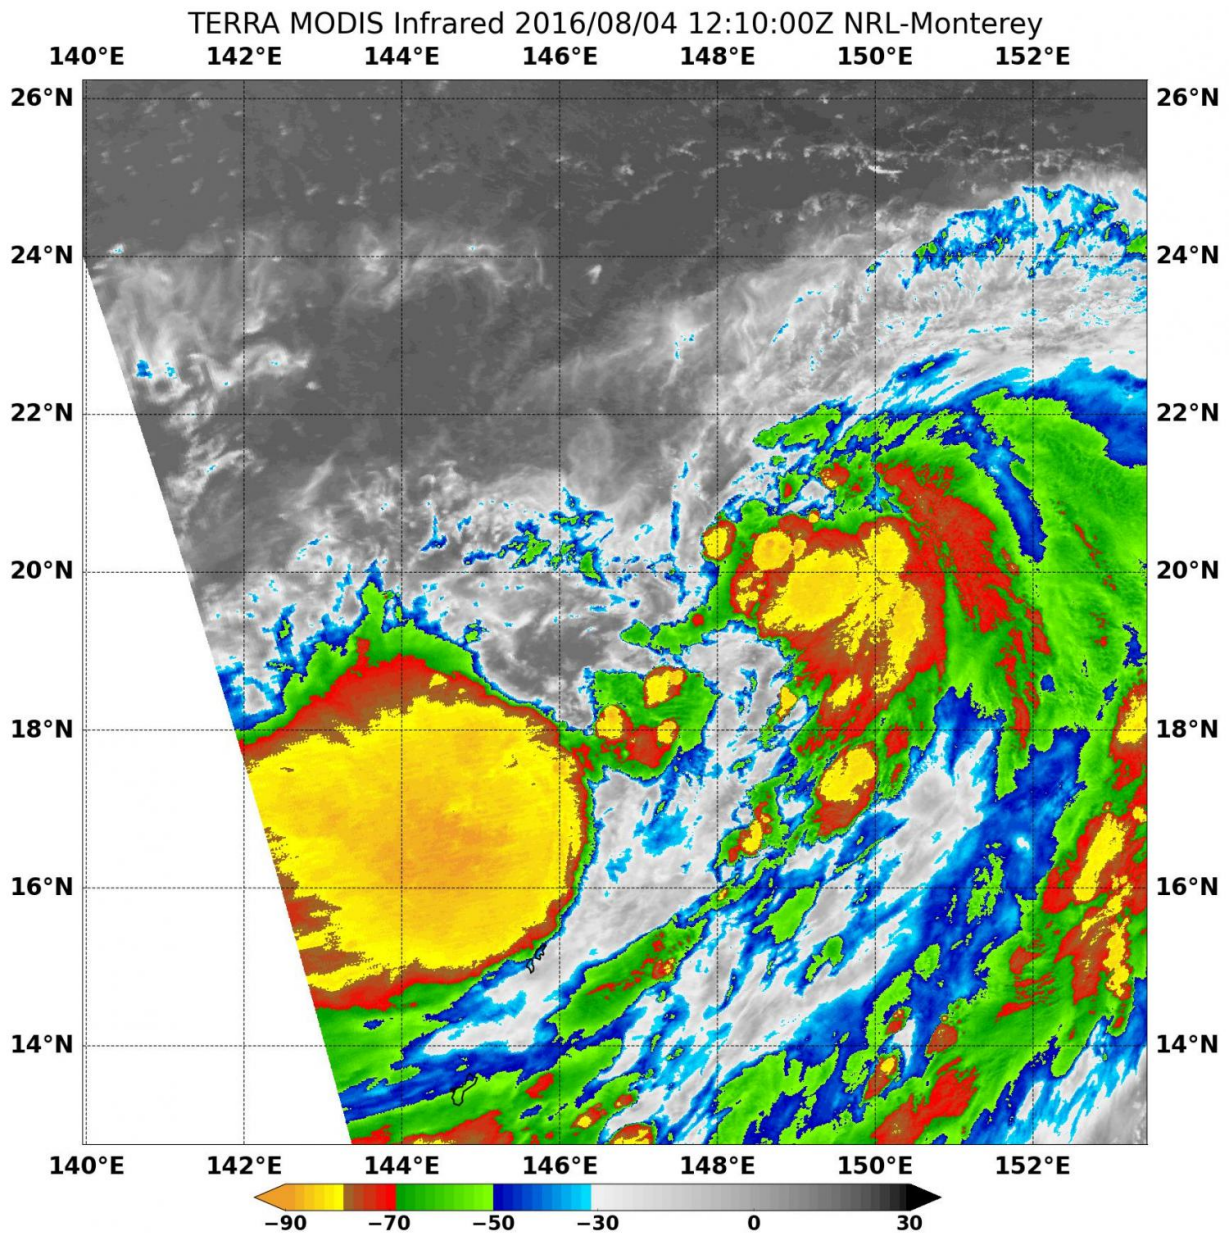 TERRA MODIS Infrared 2016/08/04 12:10:00Z NRL-Monterey
140°E 142°E 144°E 146°E 148°E 150°E 152°E
26°N 26°N
24°N 24°N
22°N 22°N
20°N 20°N
18°N 18°N
16°N 16°N
14°N 14°N
140°E 142°E 144°E 146°E 148°E 150°E 152°E
−90 −70 −50 −30 0 30